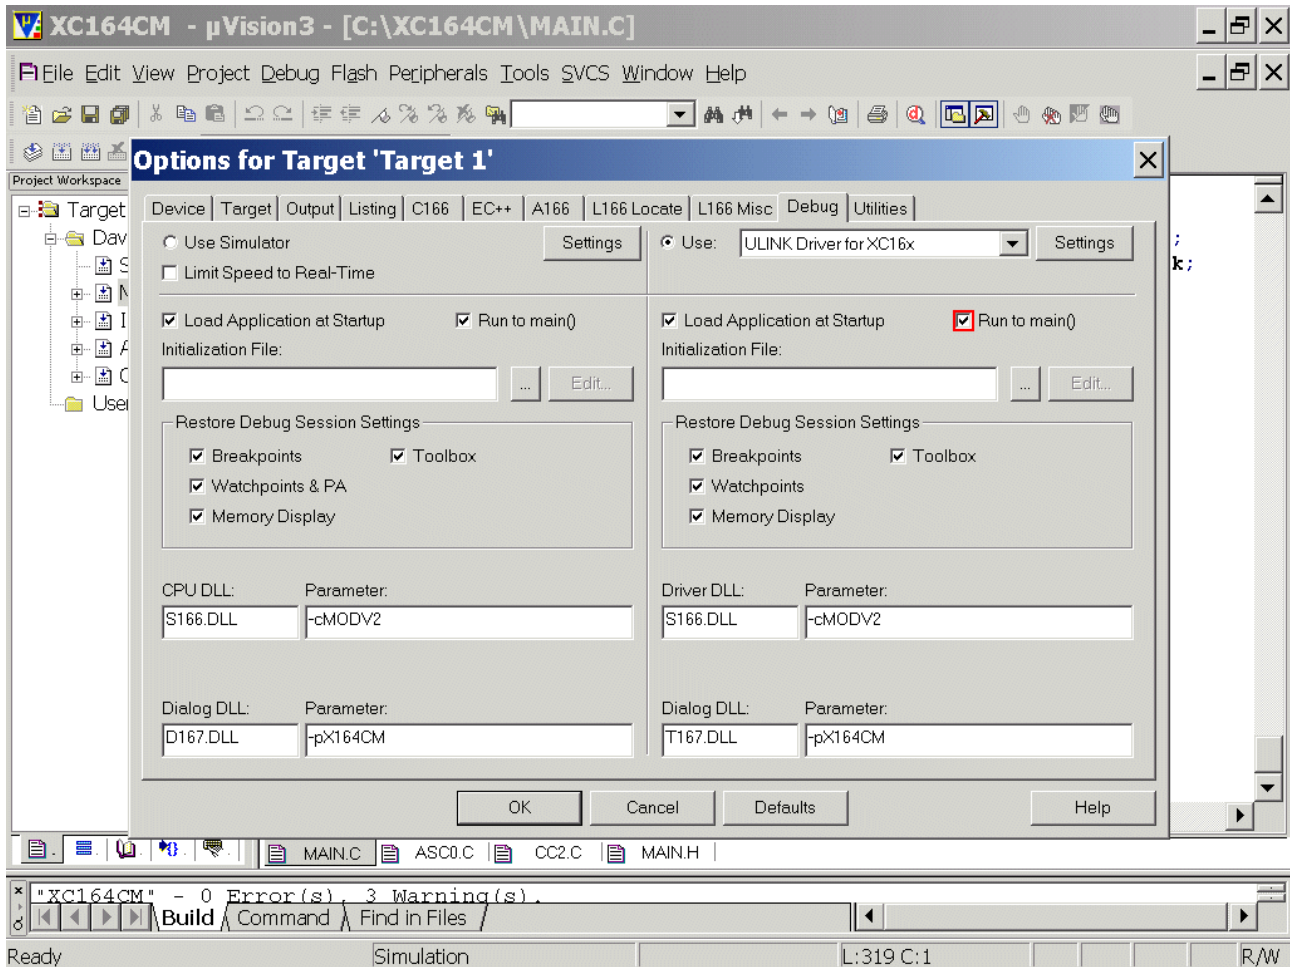 XC164CM - µVision3 - [C:\XC164CM\MAIN.C]
File Edit View Project Debug Flash Peripherals Tools SVCS Window Help
Options for Target 'Target 1'
Project Workspace
Target
Device Target Output Listing C166 EC++ A166 L166 Locate L166 Misc Debug Utilities
Dav
Use Simulator Settings Use: ULINK Driver for XC16x Settings
;
S
k;
Limit Speed to Real-Time
I
Load Application at Startup Run to main() Load Application at Startup Run to main()
A
Initialization File: Initialization File:
C
... Edit... ... Edit...
User
Restore Debug Session Settings Restore Debug Session Settings
Breakpoints Toolbox Breakpoints Toolbox
Watchpoints & PA Watchpoints
Memory Display Memory Display
CPU DLL: Parameter: Driver DLL: Parameter:
S166.DLL -cMODV2 S166.DLL -cMODV2
Dialog DLL: Parameter: Dialog DLL: Parameter:
D167.DLL -pX164CM T167.DLL -pX164CM
OK Cancel Defaults Help
MAIN.C ASC0.C CC2.C MAIN.H
"XC164CM" - 0 Error(s), 3 Warning(s).
Build Command Find in Files
Ready Simulation L:319 C:1 R/W